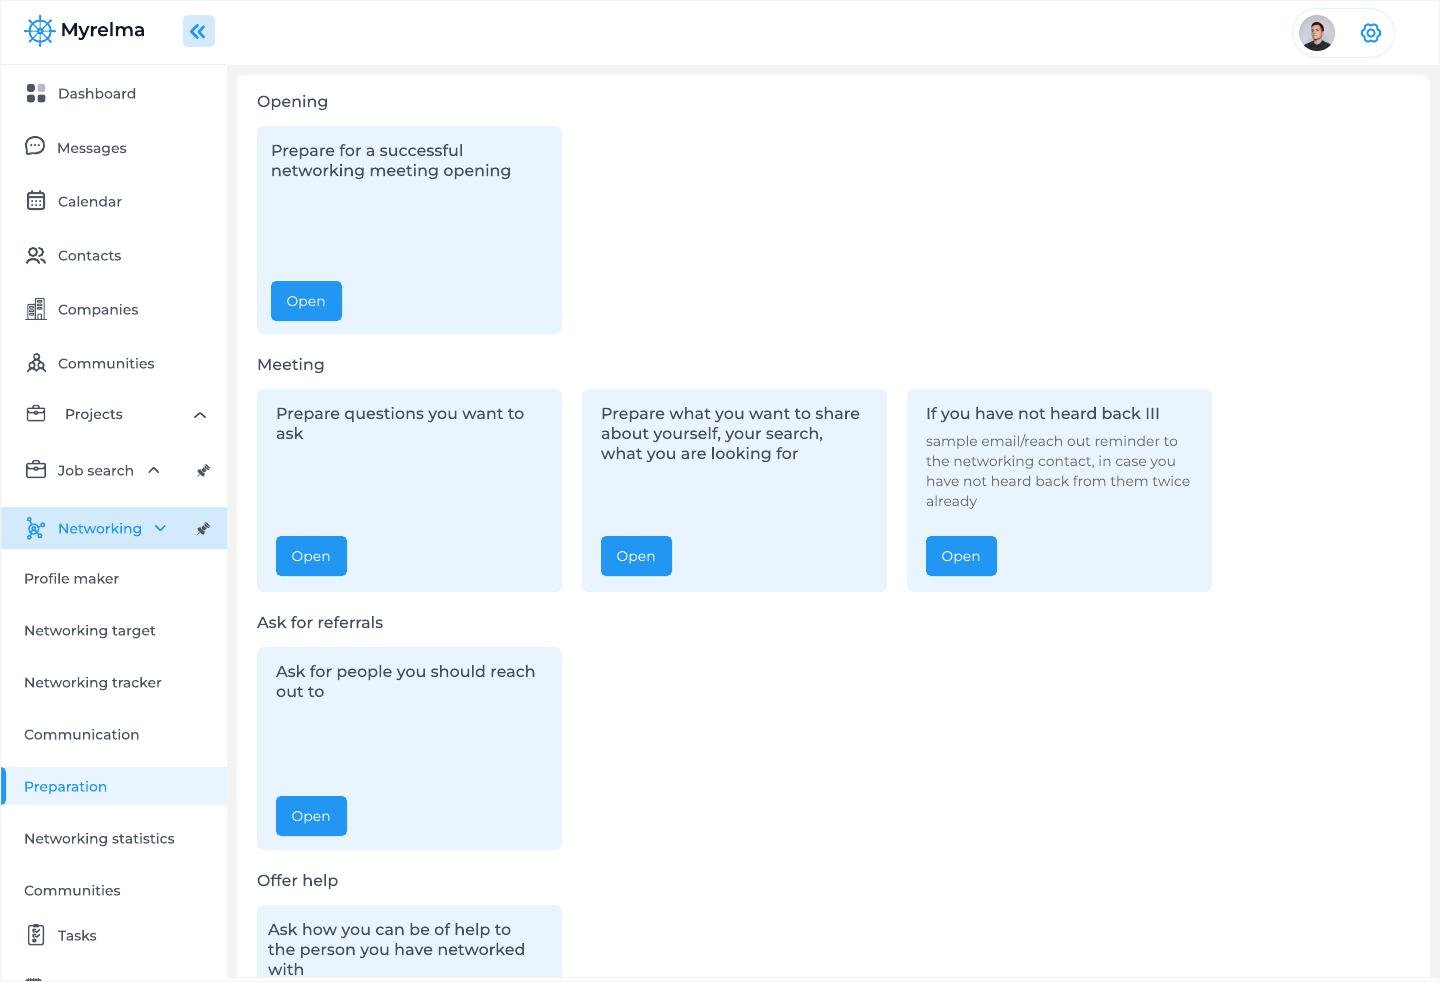 Myrelma
Dashboard
Messages
Calendar
Contacts
Companies
Communities
Projects
Job search
Networking
Profile maker
Networking target
Networking tracker
Communication
Preparation
Networking statistics
Communities
Tasks
Opening
Prepare for a successful
networking meeting opening
Open
Meeting
Prepare questions you want to
ask
Open
Prepare what you want to share
about yourself, your search,
what you are looking for
Open
If you have not heard back III
sample email/reach out reminder to
the networking contact, in case you
have not heard back from them twice
already
Open
Ask for referrals
Ask for people you should reach
out to
Open
Offer help
Ask how you can be of help to
the person you have networked
with